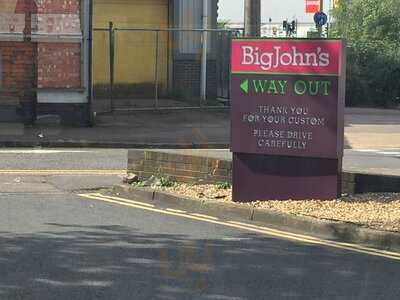 BigJohn's
WAY OUT
THANK YOU
FOR YOUR CUSTOM
PLEASE DRIVE
CAREFULLY